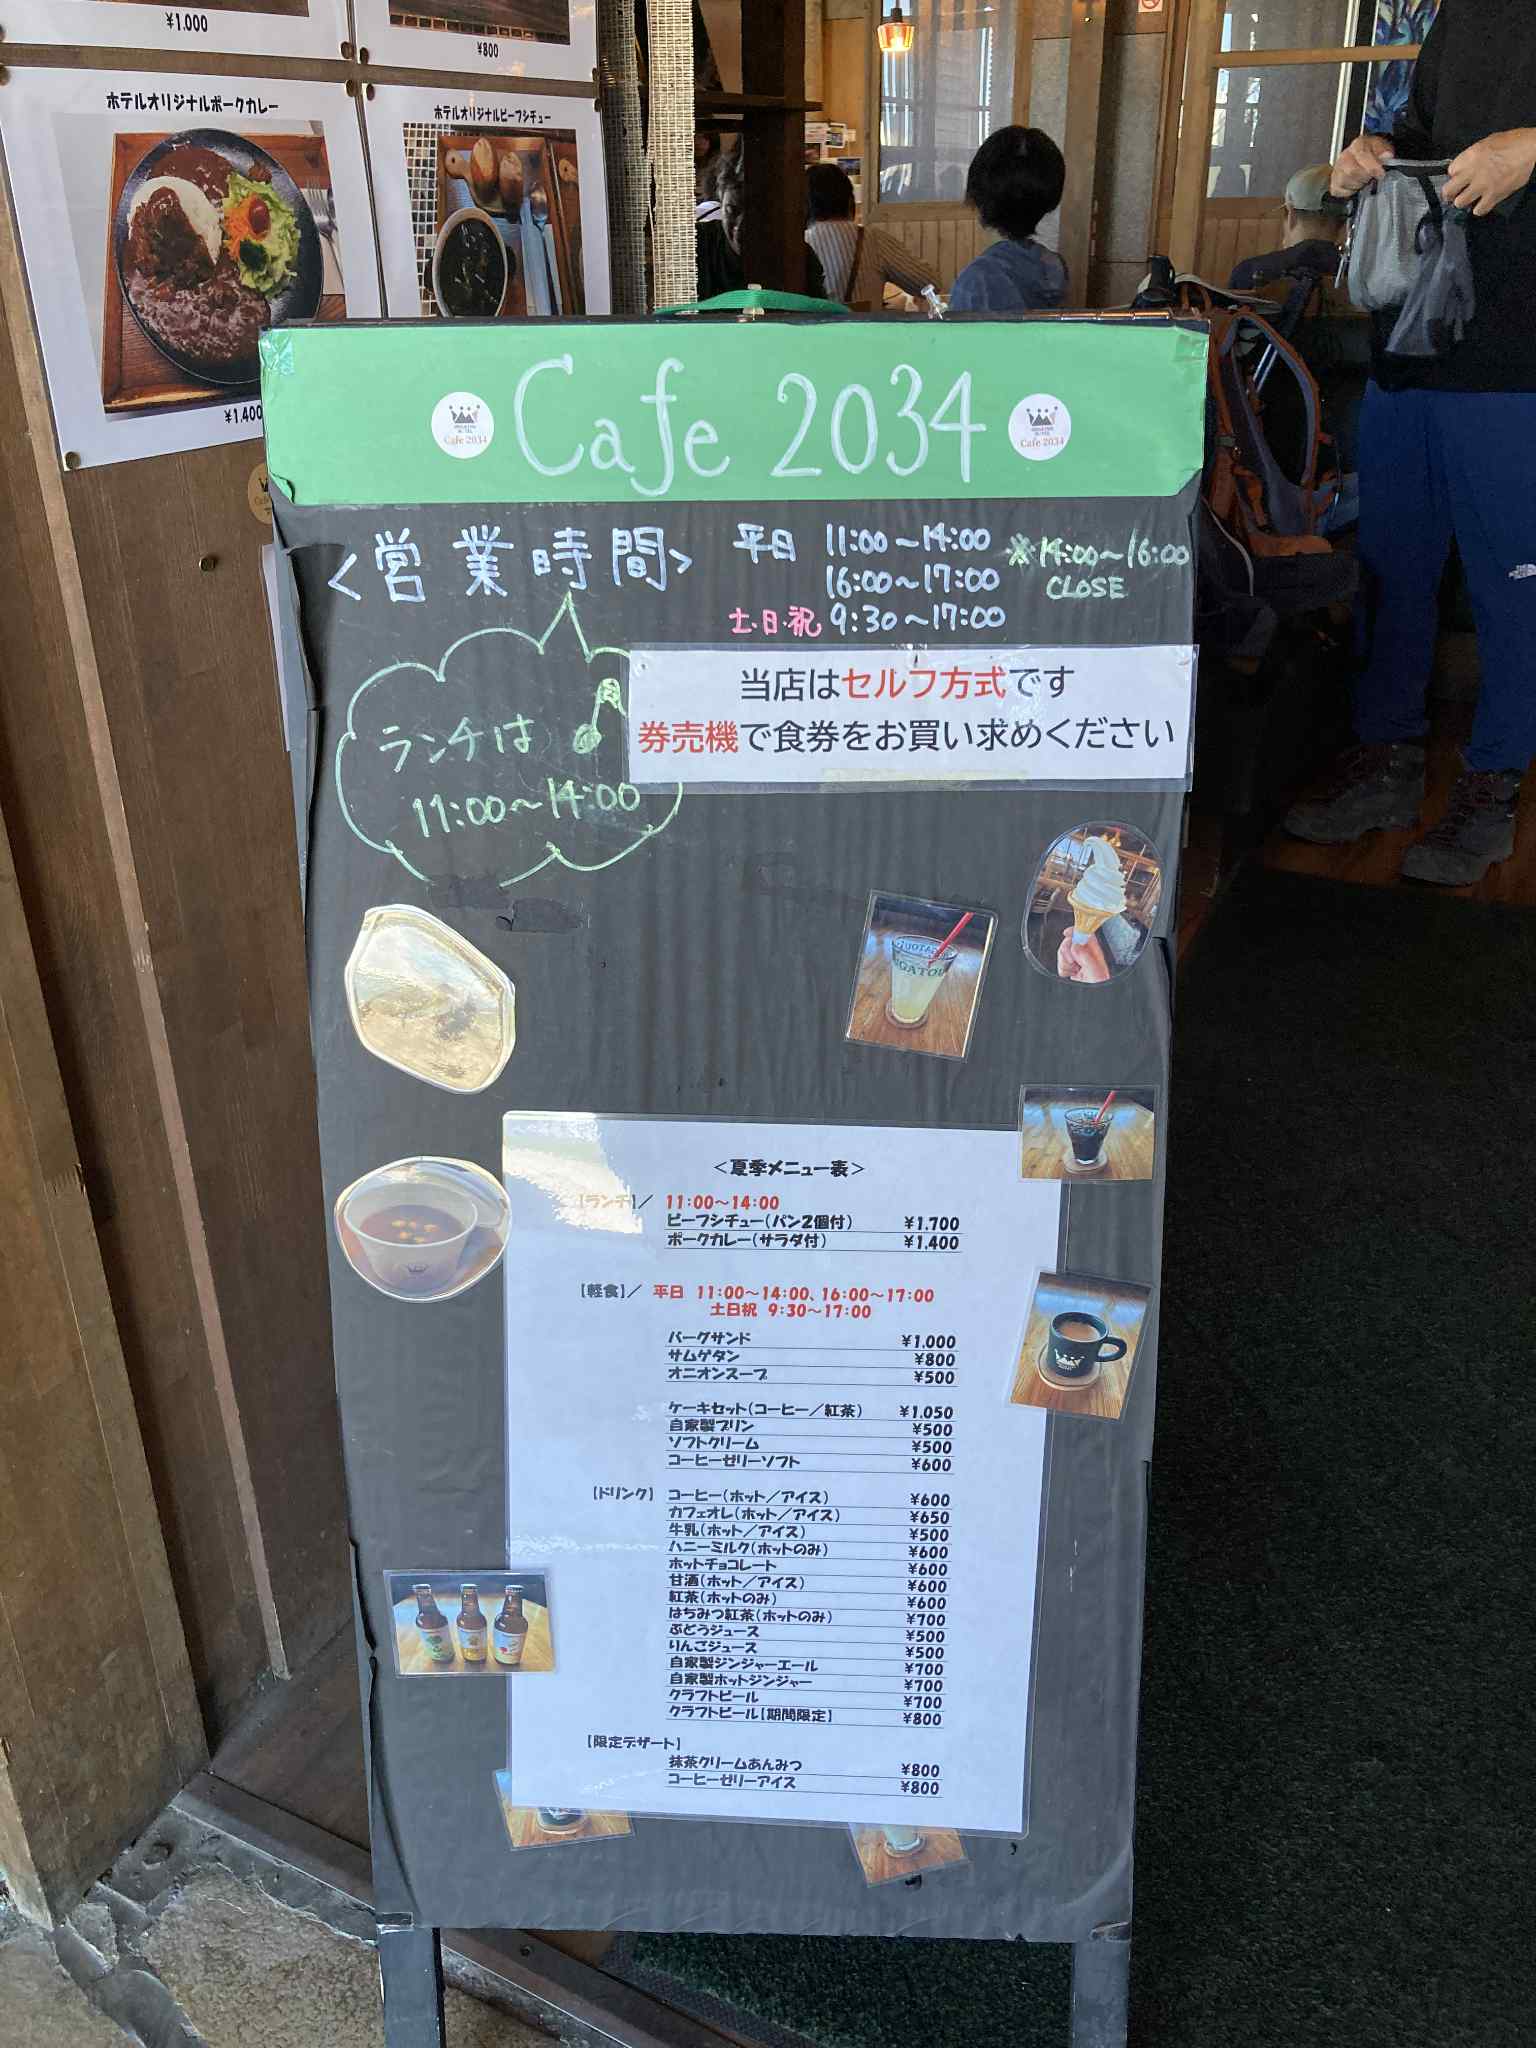 ¥1,000
¥800
ホテルオリジナルポークカレー
ホテルオリジナルビーフシチュー
¥1,400
Cafe 2034
Cafe 2034
Cafe 2034
<営業時間>
平日 11:00~14:00
16:00~17:00
※14:00~16:00
CLOSE
土・日・祝 9:30~17:00
ランチは
11:00~14:00
当店はセルフ方式です
券売機で食券をお買い求めください
<夏季メニュー表>
【ランチ】/ 11:00~14:00
ビーフシチュー(パン2個付) ¥1,700
ポークカレー(サラダ付) ¥1,400
【軽食】/ 平日 11:00~14:00、16:00~17:00
土日祝 9:30~17:00
バーグサンド ¥1,000
サムゲタン ¥800
オニオンスープ ¥500
ケーキセット(コーヒー/紅茶) ¥1,050
自家製プリン ¥500
ソフトクリーム ¥500
コーヒーゼリーソフト ¥600
【ドリンク】 コーヒー(ホット/アイス) ¥600
カフェオレ(ホット/アイス) ¥650
牛乳(ホット/アイス) ¥500
ハニーミルク(ホットのみ) ¥600
ホットチョコレート ¥600
甘酒(ホット/アイス) ¥600
紅茶(ホットのみ) ¥600
はちみつ紅茶(ホットのみ) ¥700
ぶどうジュース ¥500
りんごジュース ¥500
自家製ジンジャーエール ¥700
自家製ホットジンジャー ¥700
クラフトビール ¥700
クラフトビール【期間限定】 ¥800
【限定デザート】
抹茶クリームあんみつ ¥800
コーヒーゼリーアイス ¥800